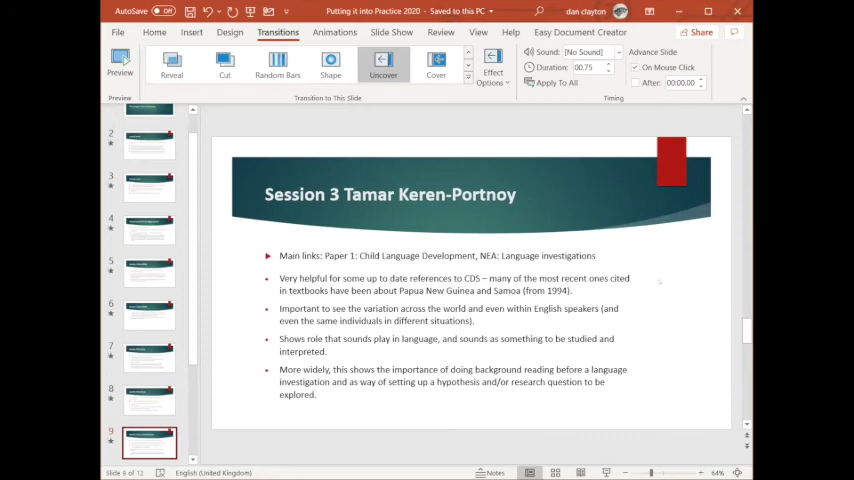 AutoSave Off Putting it into Practice 2020 - Saved to this PC dan clayton
File Home Insert Design Transitions Animations Slide Show Review View Help Easy Document Creator Share
Preview Reveal Cut Random Bars Shape Uncover Cover Effect Options
Sound: [No Sound] Advance Slide
Duration: 00.75 On Mouse Click
Apply To All After: 00:00.00
Preview Transition to This Slide Timing
2
3
4
5
6
7
8
9
Session 3 Tamar Keren-Portnoy
Main links: Paper 1: Child Language Development, NEA: Language investigations
Very helpful for some up to date references to CDS – many of the most recent ones cited
in textbooks have been about Papua New Guinea and Samoa (from 1994).
Important to see the variation across the world and even within English speakers (and
even the same individuals in different situations).
Shows role that sounds play in language, and sounds as something to be studied and
interpreted.
More widely, this shows the importance of doing background reading before a language
investigation and as way of setting up a hypothesis and/or research question to be
explored.
Slide 9 of 12 English (United Kingdom) Notes 64%